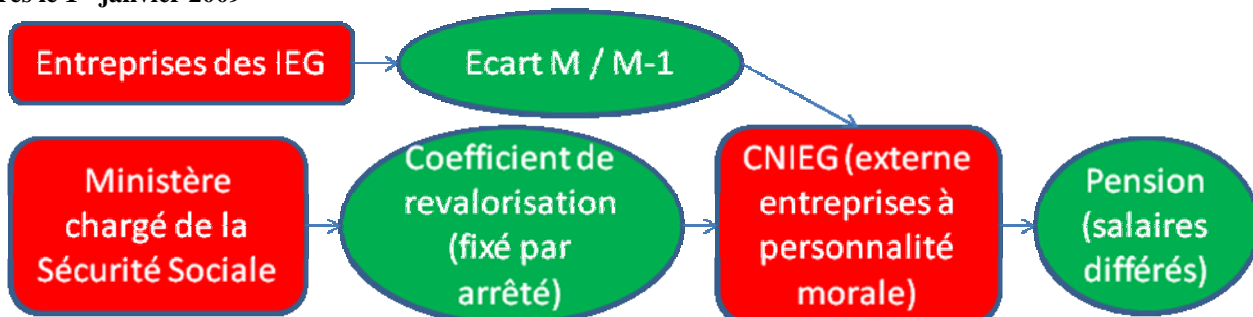 Entreprises des IEG
Ecart M / M-1
Ministère
chargé de la
Sécurité Sociale
Coefficient de
revalorisation
(fixé par
arrêté)
CNIEG (externe
entreprises à
personnalité
morale)
Pension
(salaires
différés)